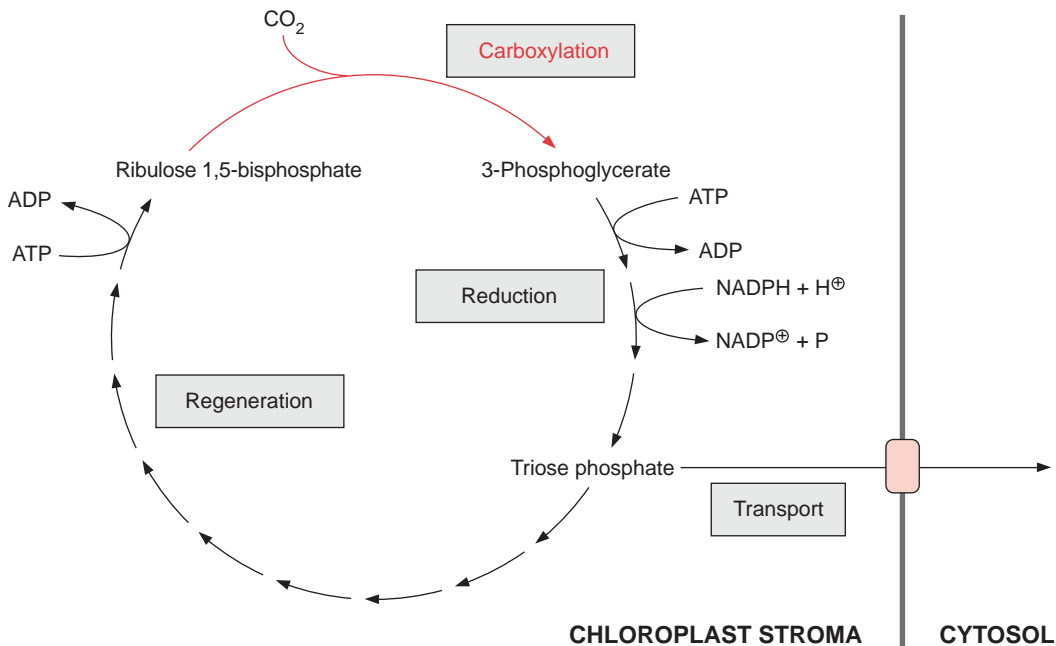 CO₂
Carboxylation
Ribulose 1,5-bisphosphate
3-Phosphoglycerate
ADP
ATP
ATP
ADP
Reduction
NADPH + H⊕
NADP⊕ + P
Regeneration
Triose phosphate
Transport
CHLOROPLAST STROMA
CYTOSOL